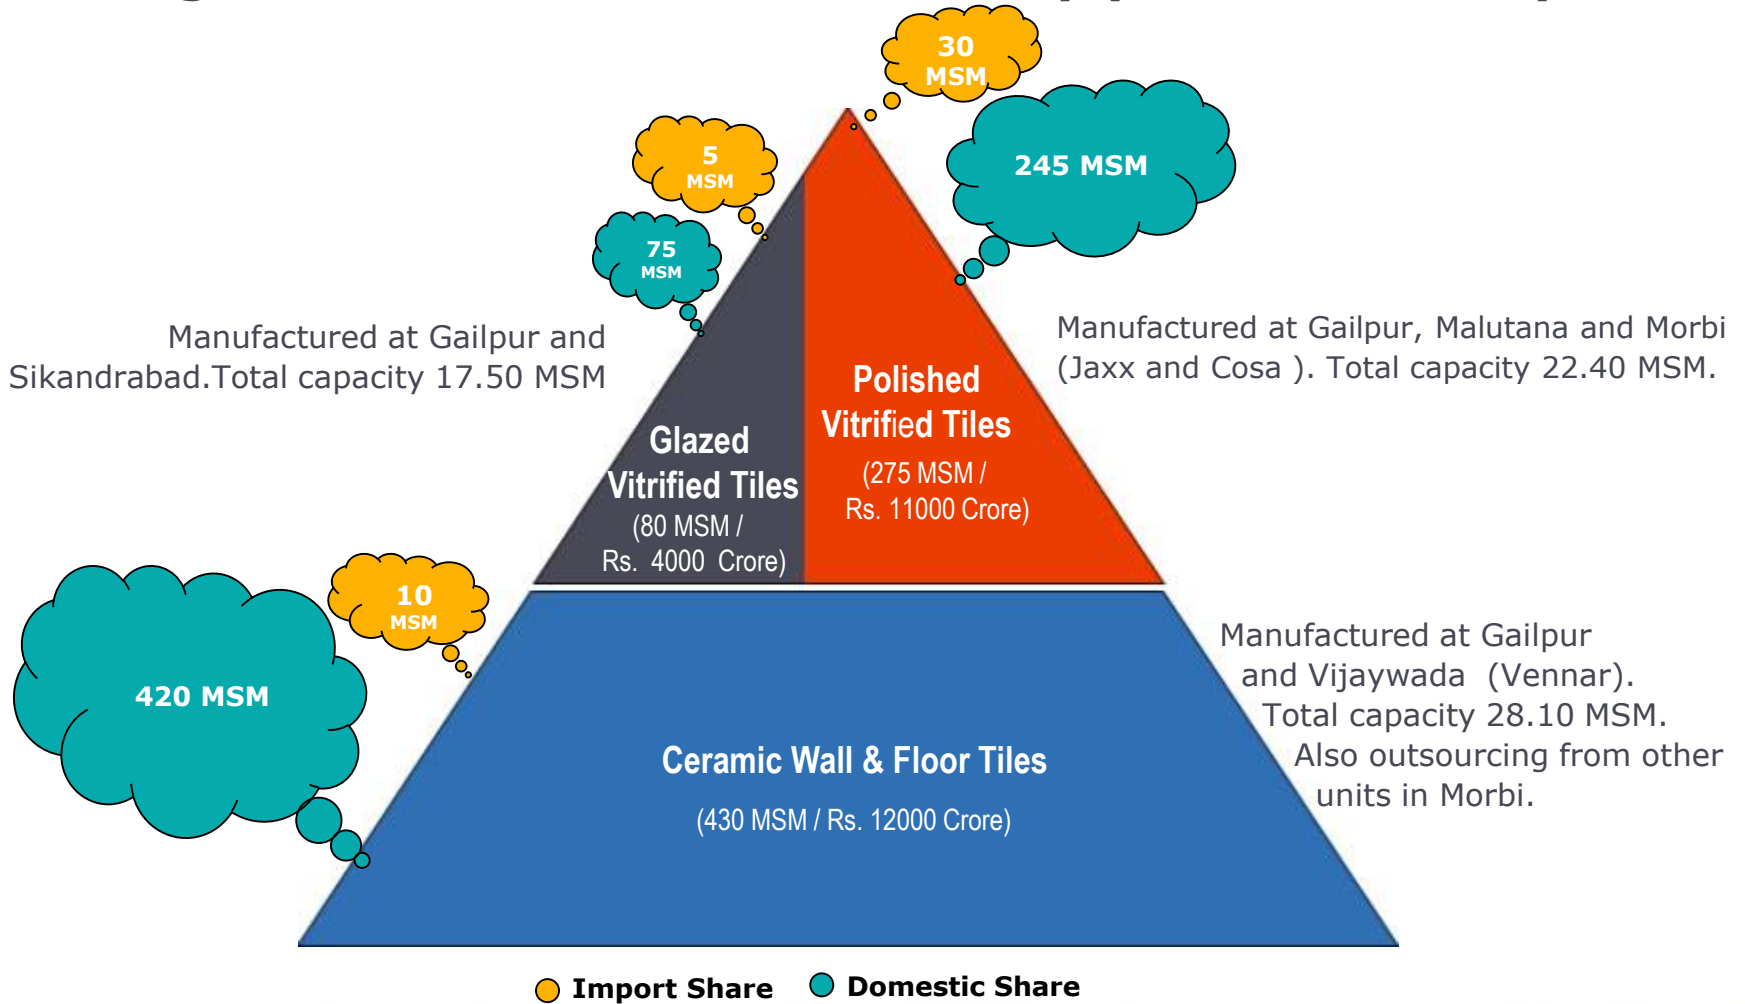 30
MSM
5
MSM
245 MSM
75
MSM
Manufactured at Gailpur and
Sikandrabad.Total capacity 17.50 MSM
Manufactured at Gailpur, Malutana and Morbi
(Jaxx and Cosa ). Total capacity 22.40 MSM.
Polished
Vitrified Tiles
(275 MSM /
Rs. 11000 Crore)
Glazed
Vitrified Tiles
(80 MSM /
Rs. 4000 Crore)
10
MSM
420 MSM
Manufactured at Gailpur
and Vijaywada (Vennar).
Total capacity 28.10 MSM.
Also outsourcing from other
units in Morbi.
Ceramic Wall & Floor Tiles
(430 MSM / Rs. 12000 Crore)
Import Share
Domestic Share